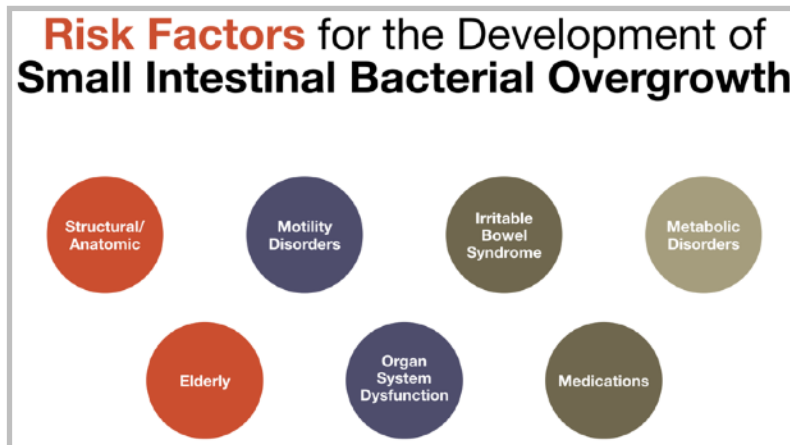 Risk Factors for the Development of
Small Intestinal Bacterial Overgrowth
Structural/
Anatomic
Motility
Disorders
Irritable
Bowel
Syndrome
Metabolic
Disorders
Elderly
Organ
System
Dysfunction
Medications